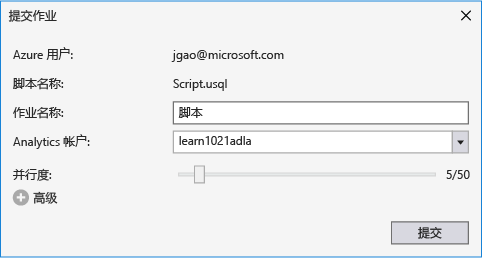 提交作业
Azure 用户: jgao@microsoft.com
脚本名称: Script.usql
作业名称: 脚本
Analytics 帐户: learn1021adla
并行度: 5/50
高级
提交